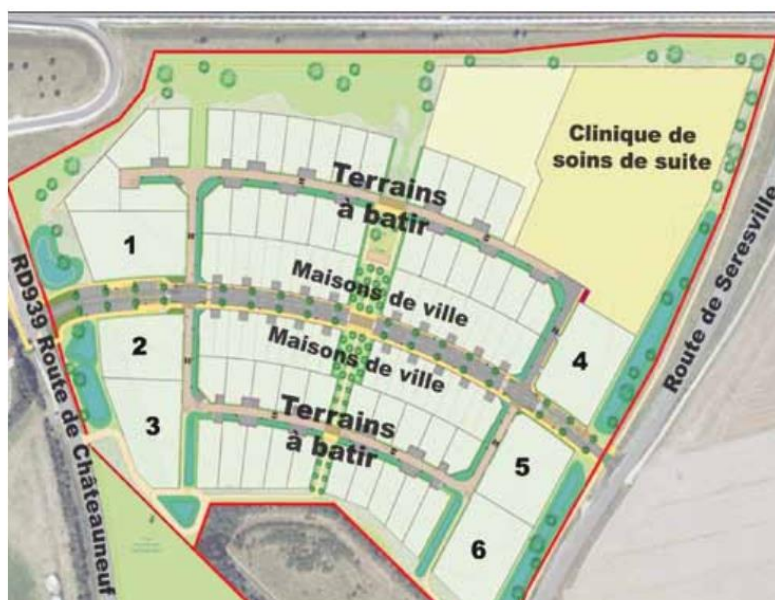 Clinique de
soins de suite
Terrains
à batir
1
Maisons de ville
RD939 Route de Châteauneuf
Route de Seresville
2
Maisons de ville
4
3
Terrains
à batir
5
6